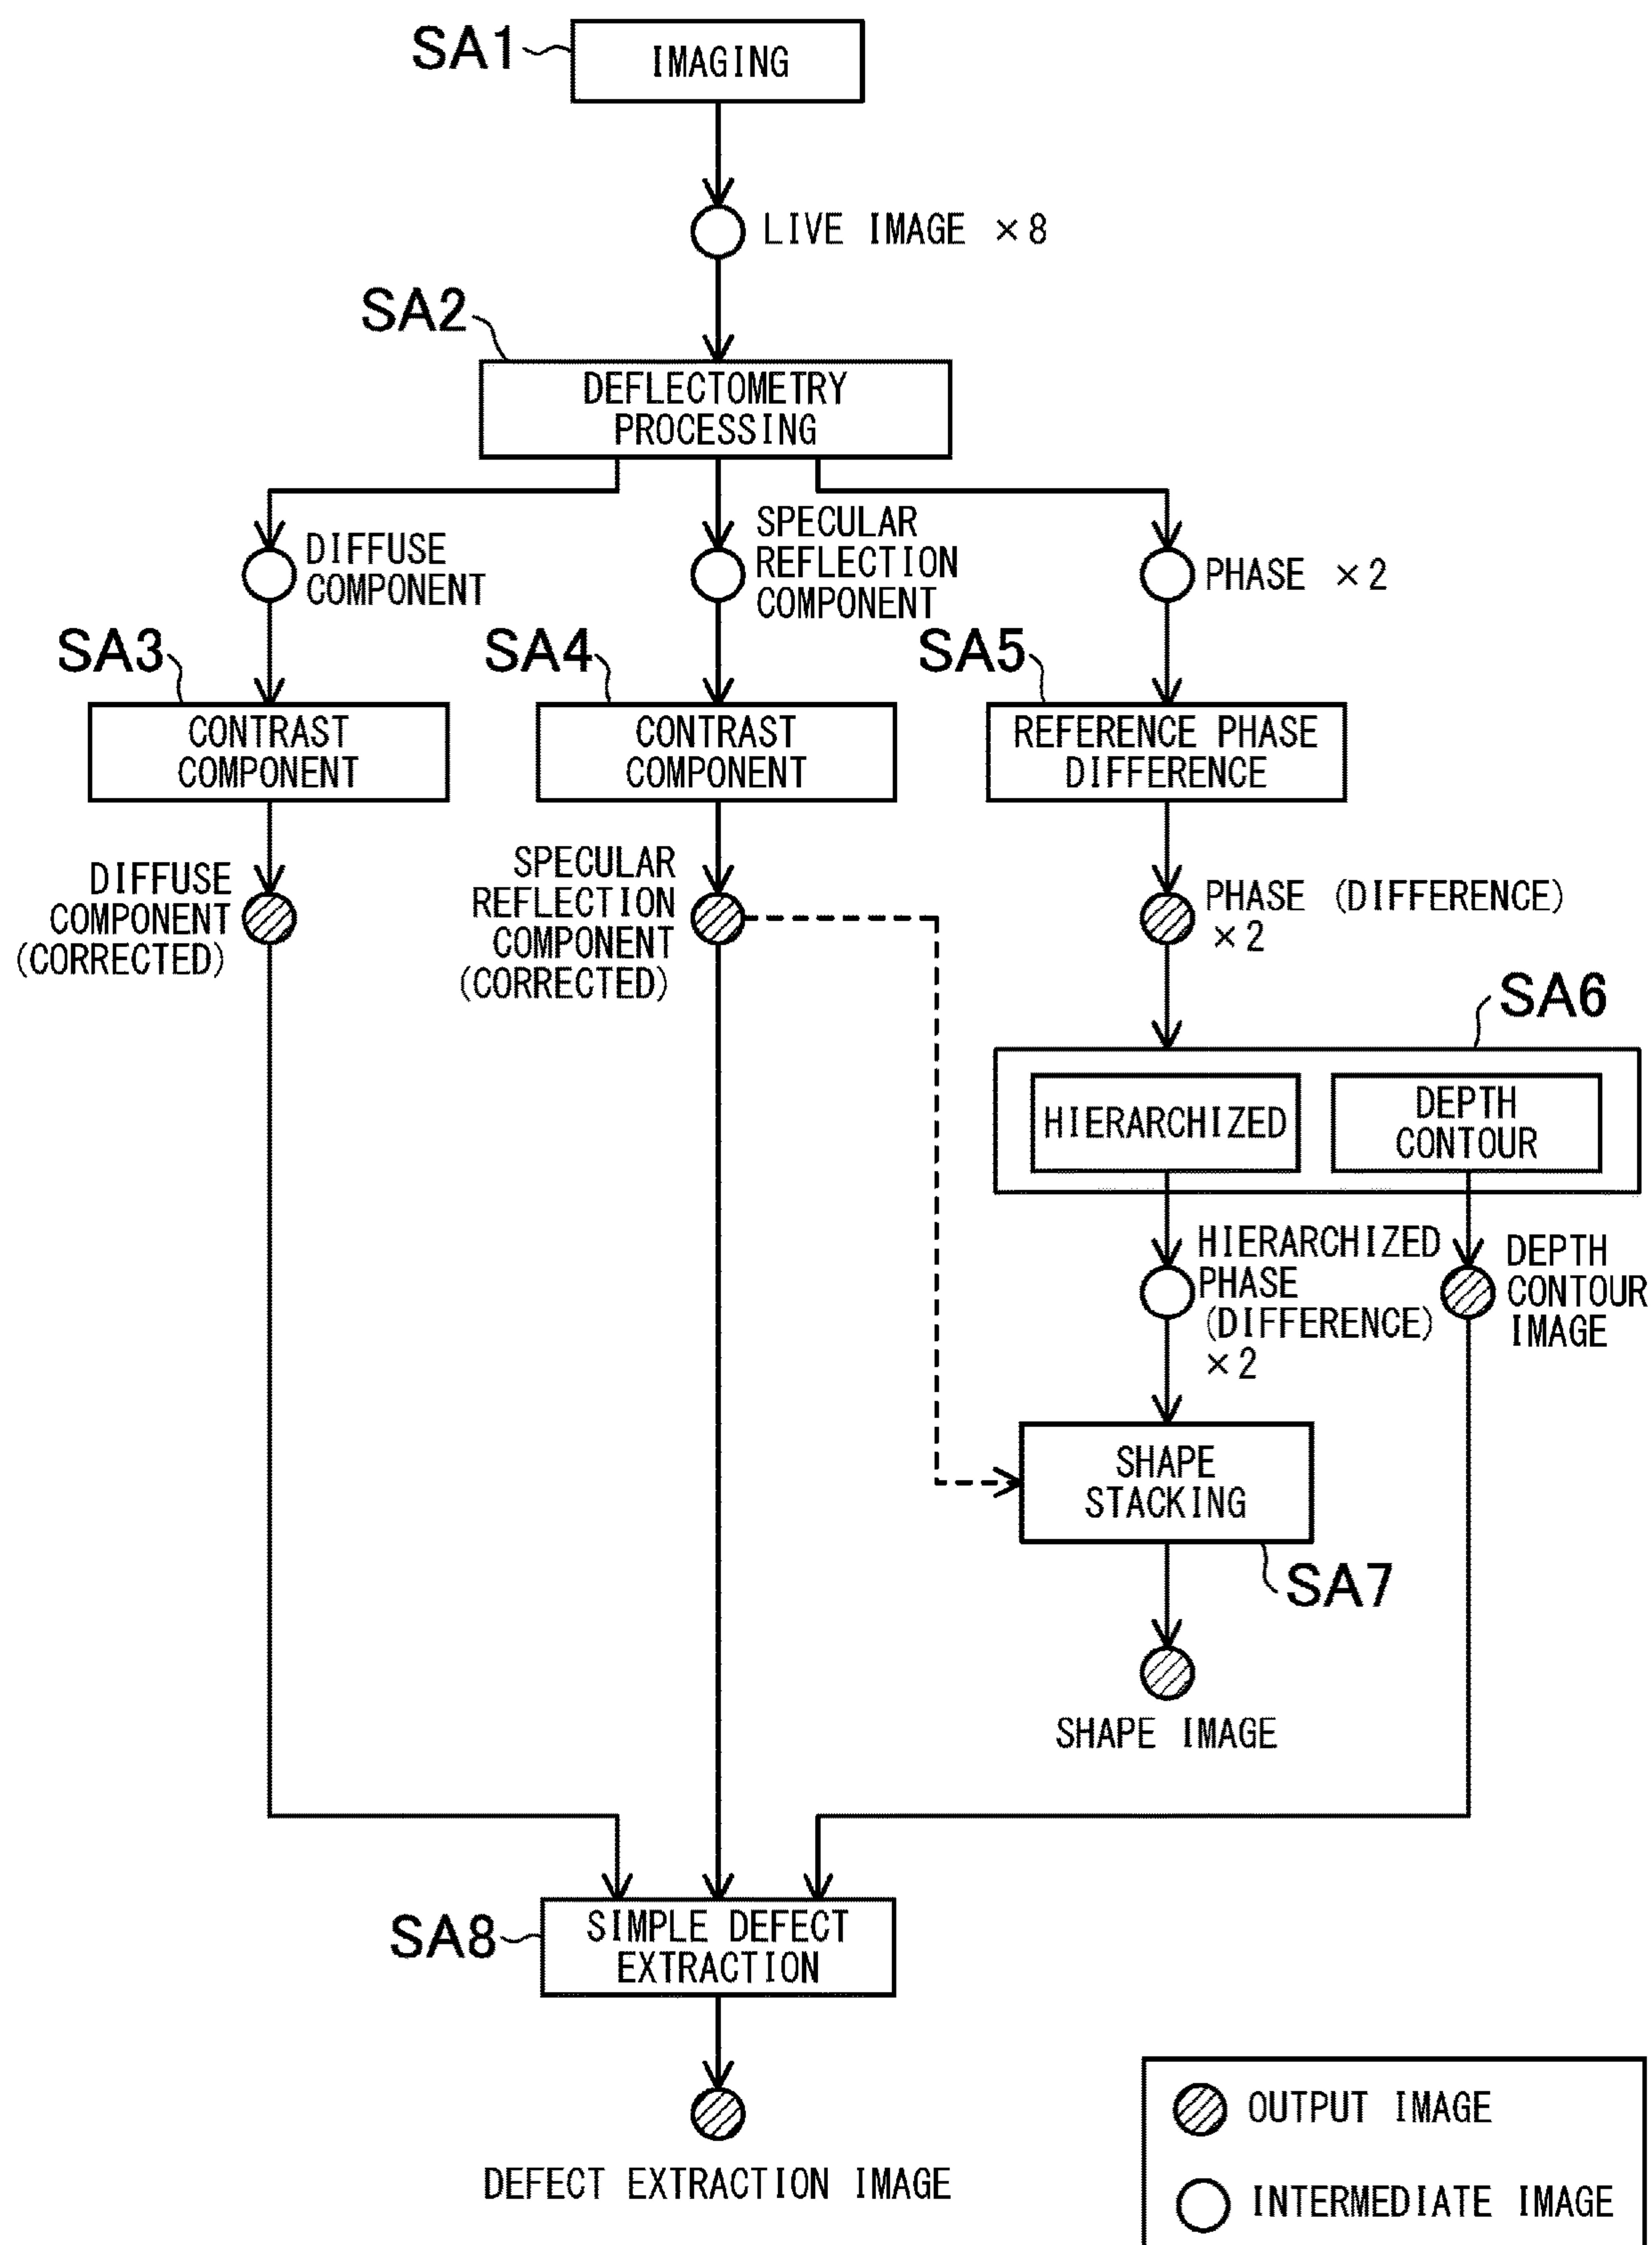 SA1
IMAGING
LIVE IMAGE ×8
SA2
DEFLECTOMETRY
PROCESSING
DIFFUSE
COMPONENT
SPECULAR
REFLECTION
COMPONENT
PHASE ×2
SA3
SA4
SA5
CONTRAST
COMPONENT
CONTRAST
COMPONENT
REFERENCE PHASE
DIFFERENCE
DIFFUSE
COMPONENT
(CORRECTED)
SPECULAR
REFLECTION
COMPONENT
(CORRECTED)
PHASE (DIFFERENCE)
×2
SA6
HIERARCHIZED
DEPTH
CONTOUR
HIERARCHIZED
PHASE
(DIFFERENCE)
×2
DEPTH
CONTOUR
IMAGE
SHAPE
STACKING
SA7
SHAPE IMAGE
SA8
SIMPLE DEFECT
EXTRACTION
DEFECT EXTRACTION IMAGE
OUTPUT IMAGE
INTERMEDIATE IMAGE